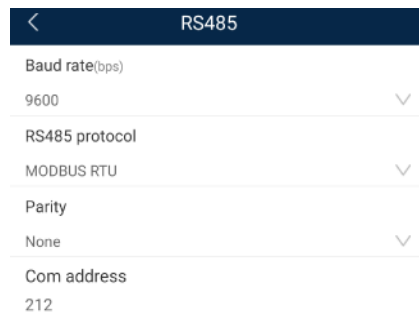 RS485
Baud rate(bps)
9600
RS485 protocol
MODBUS RTU
Parity
None
Com address
212